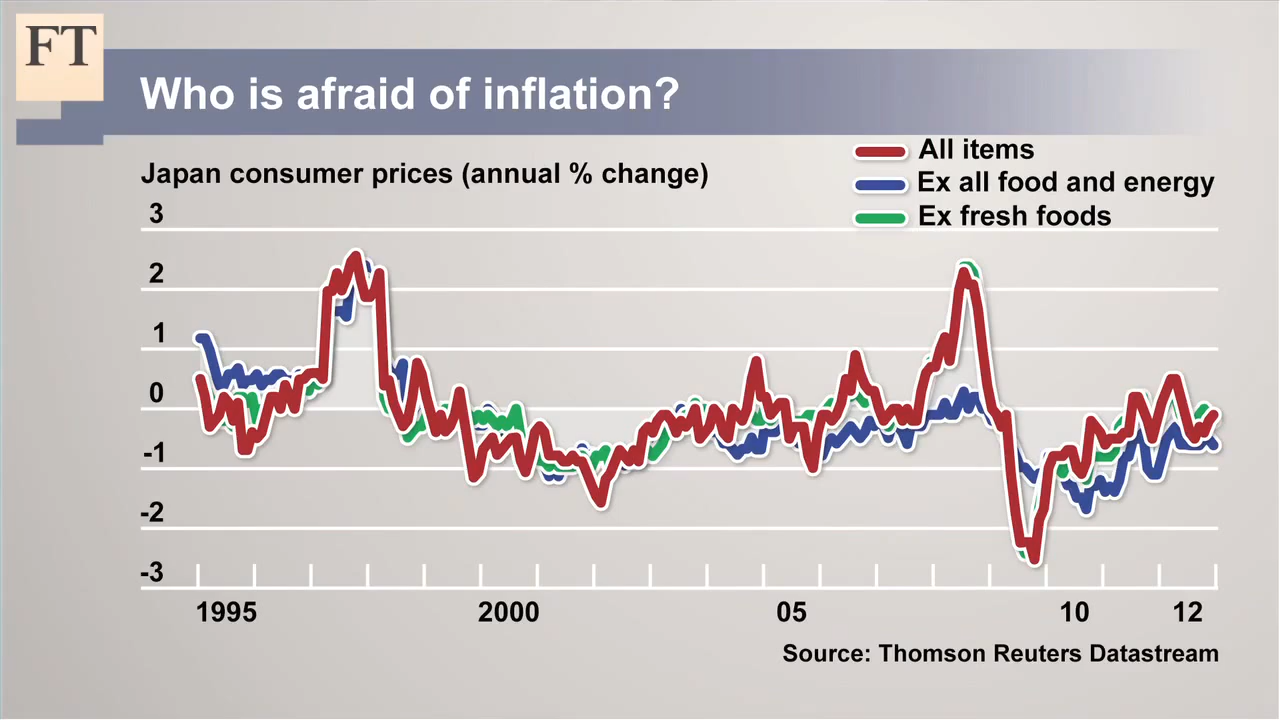 FT
Who is afraid of inflation?
Japan consumer prices (annual % change)
All items
Ex all food and energy
Ex fresh foods
3
2
1
0
-1
-2
-3
1995 2000 05 10 12
Source: Thomson Reuters Datastream